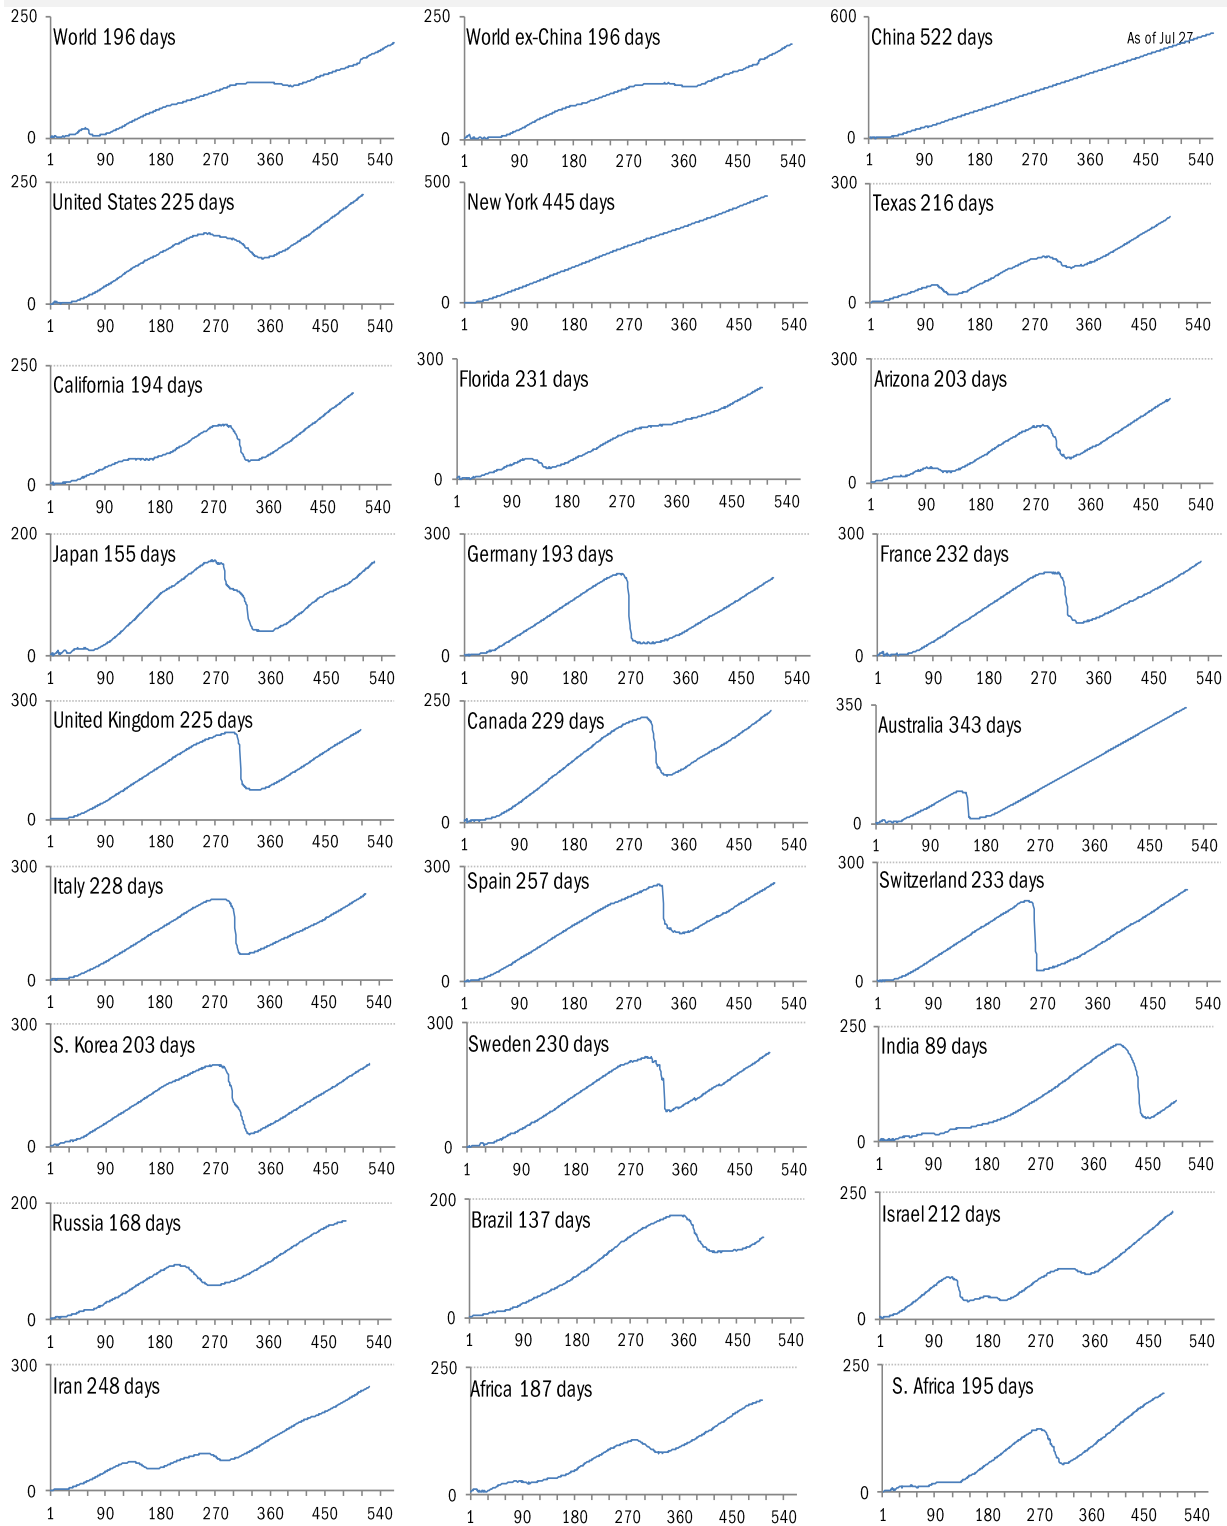 250 250 600
World 196 days World ex-China 196 days China 522 days As of Jul 27
0 0 0
1 90 180 270 360 450 540 1 90 180 270 360 450 540 1 90 180 270 360 450 540
250 500 300
United States 225 days New York 445 days Texas 216 days
0 0 0
1 90 180 270 360 450 540 1 90 180 270 360 450 540 1 90 180 270 360 450 540
250 300 300
California 194 days Florida 231 days Arizona 203 days
0 0 0
1 90 180 270 360 450 540 1 90 180 270 360 450 540 1 90 180 270 360 450 540
200 300 300
Japan 155 days Germany 193 days France 232 days
0 0 0
1 90 180 270 360 450 540 1 90 180 270 360 450 540 1 90 180 270 360 450 540
300 250 350
United Kingdom 225 days Canada 229 days Australia 343 days
0 0 0
1 90 180 270 360 450 540 1 90 180 270 360 450 540 1 90 180 270 360 450 540
300 300 300
Italy 228 days Spain 257 days Switzerland 233 days
0 0 0
1 90 180 270 360 450 540 1 90 180 270 360 450 540 1 90 180 270 360 450 540
300 300 250
S. Korea 203 days Sweden 230 days India 89 days
0 0 0
1 90 180 270 360 450 540 1 90 180 270 360 450 540 1 90 180 270 360 450 540
200 200 250
Russia 168 days Brazil 137 days Israel 212 days
0 0 0
1 90 180 270 360 450 540 1 90 180 270 360 450 540 1 90 180 270 360 450 540
300 250 250
Iran 248 days Africa 187 days S. Africa 195 days
0 0 0
1 90 180 270 360 450 540 1 90 180 270 360 450 540 1 90 180 270 360 450 540